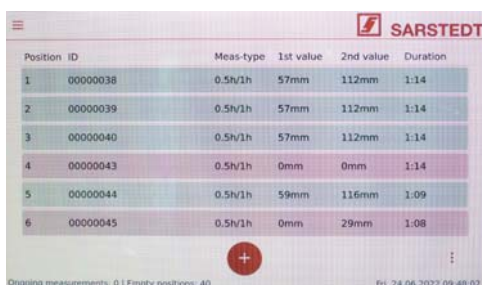 SARSTEDT
Position ID Meas-type 1st value 2nd value Duration
1 00000038 0.5h/1h 57mm 112mm 1:14
2 00000039 0.5h/1h 57mm 112mm 1:14
3 00000040 0.5h/1h 57mm 112mm 1:14
4 00000043 0.5h/1h 0mm 0mm 1:14
5 00000044 0.5h/1h 59mm 116mm 1:09
6 00000045 0.5h/1h 0mm 29mm 1:08
Ongoing measurements: 0 | Empty positions: 40 Fri, 24.06.2022 09:48:02